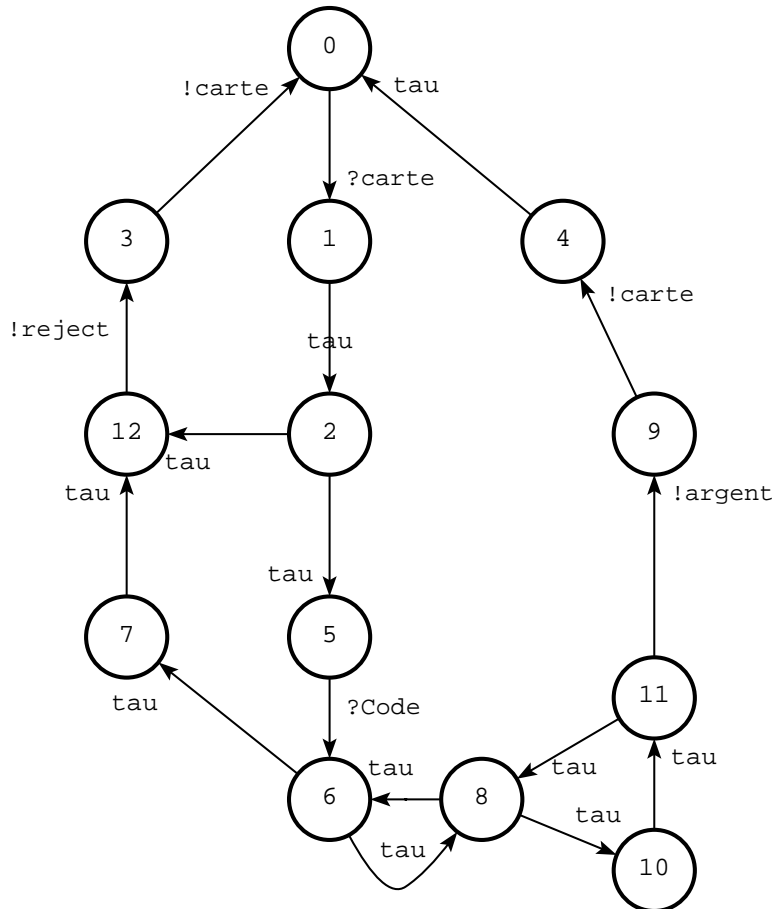 0
!carte
tau
?carte
3
1
4
!carte
!reject
tau
12
2
9
tau
tau
!argent
tau
7
5
tau
?Code
11
tau
tau
tau
6
8
tau
tau
10